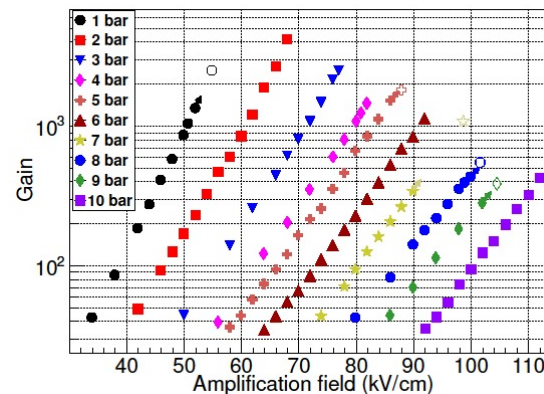 1 bar
2 bar
3 bar
4 bar
5 bar
6 bar
7 bar
8 bar
9 bar
10 bar
10³
10²
Gain
40 50 60 70 80 90 100 110
Amplification field (kV/cm)